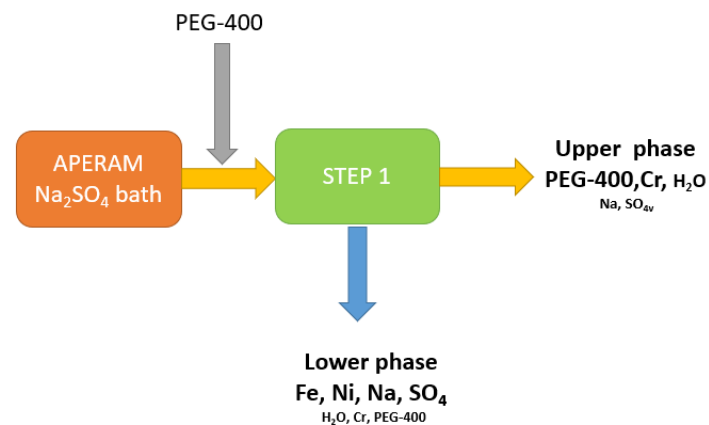 PEG-400
APERAM
Na₂SO₄ bath
STEP 1
Upper phase
PEG-400,Cr, H₂O
Na, SO₄ᵥ
Lower phase
Fe, Ni, Na, SO₄
H₂O, Cr, PEG-400